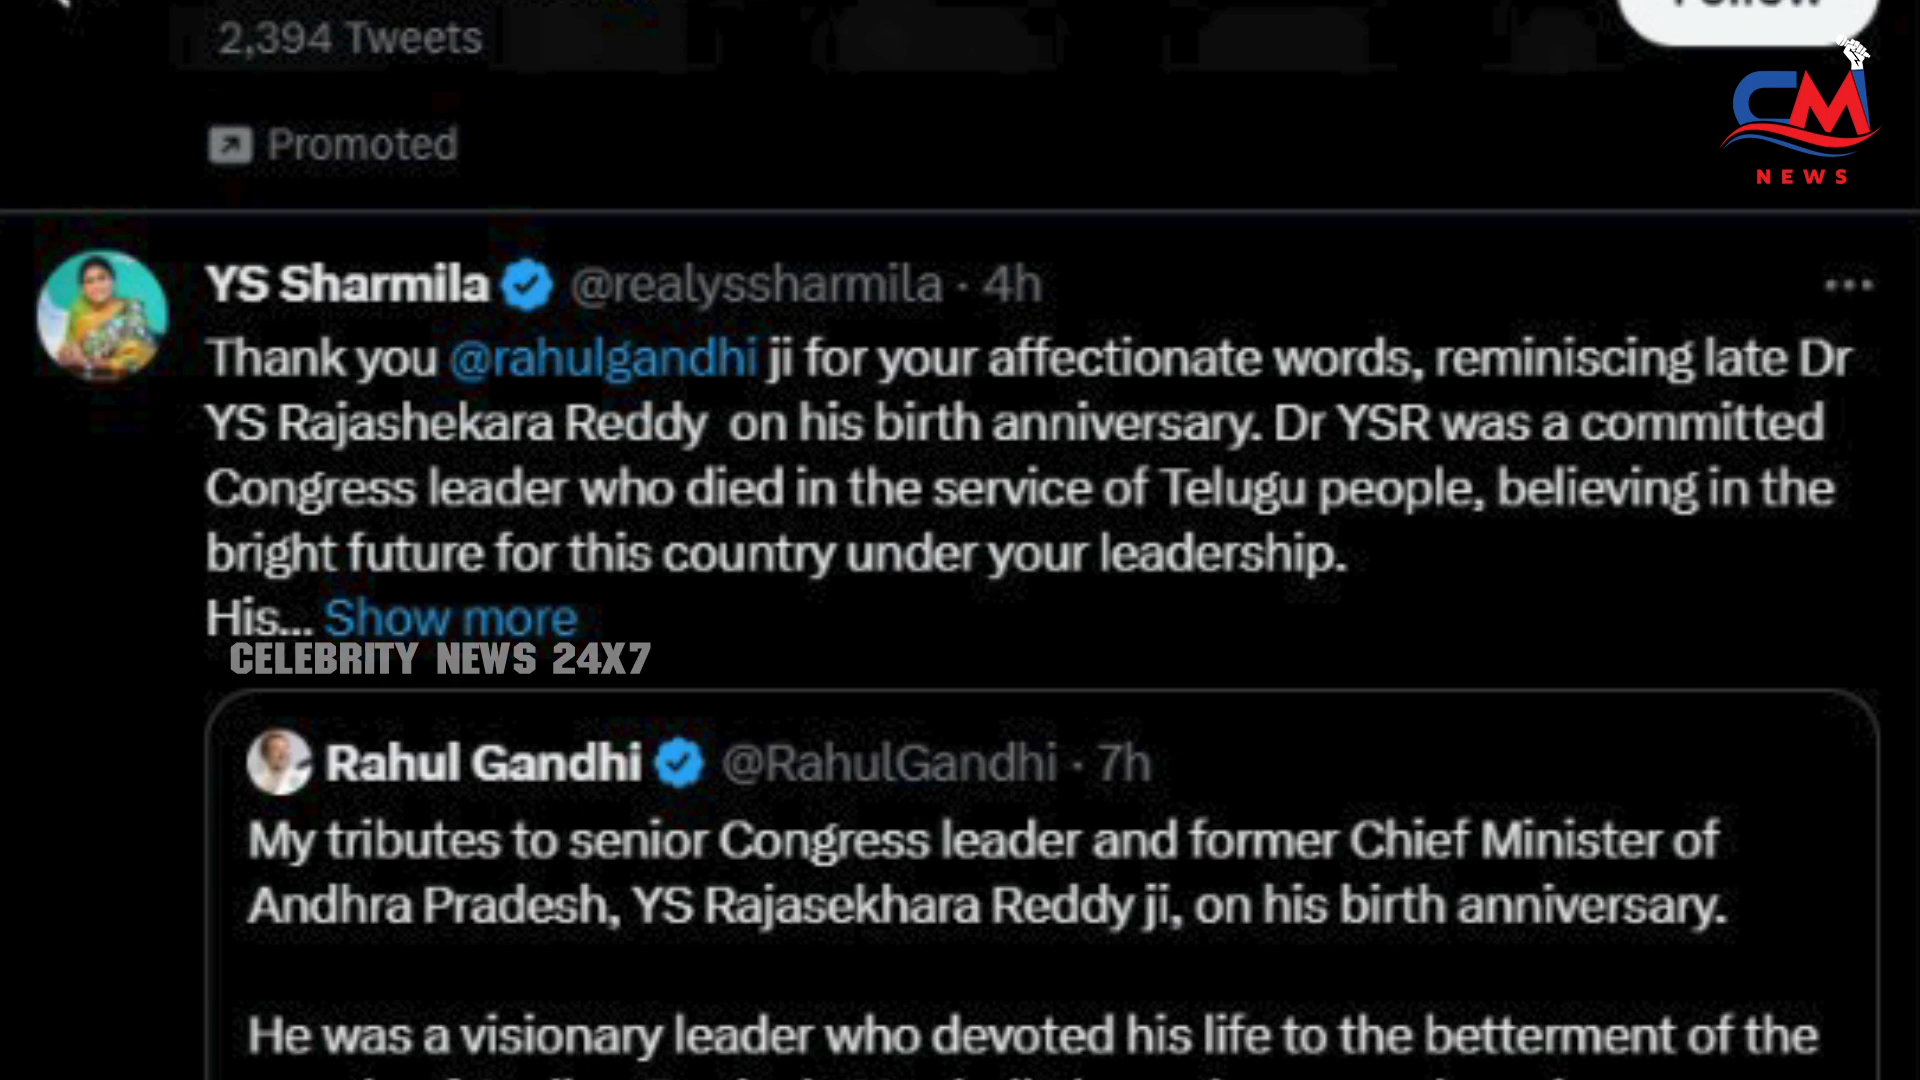 2,394 Tweets
Follow
Promoted
CM
NEWS
YS Sharmila @realyssharmila · 4h
Thank you @rahulgandhi ji for your affectionate words, reminiscing late Dr
YS Rajashekara Reddy on his birth anniversary. Dr YSR was a committed
Congress leader who died in the service of Telugu people, believing in the
bright future for this country under your leadership.
His... Show more
CELEBRITY NEWS 24X7
Rahul Gandhi @RahulGandhi · 7h
My tributes to senior Congress leader and former Chief Minister of
Andhra Pradesh, YS Rajasekhara Reddy ji, on his birth anniversary.
He was a visionary leader who devoted his life to the betterment of the